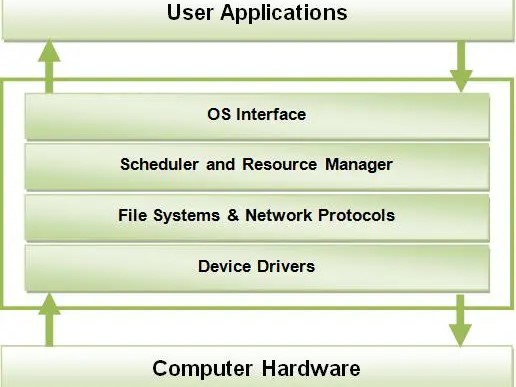 User Applications
OS Interface
Scheduler and Resource Manager
File Systems & Network Protocols
Device Drivers
Computer Hardware